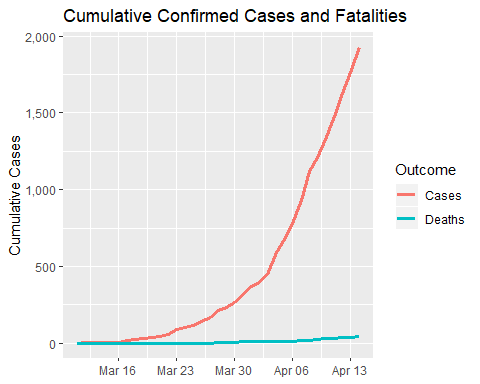 Cumulative Confirmed Cases and Fatalities
2,000
1,500
1,000
500
0
Cumulative Cases
Mar 16 Mar 23 Mar 30 Apr 06 Apr 13
Outcome
Cases
Deaths